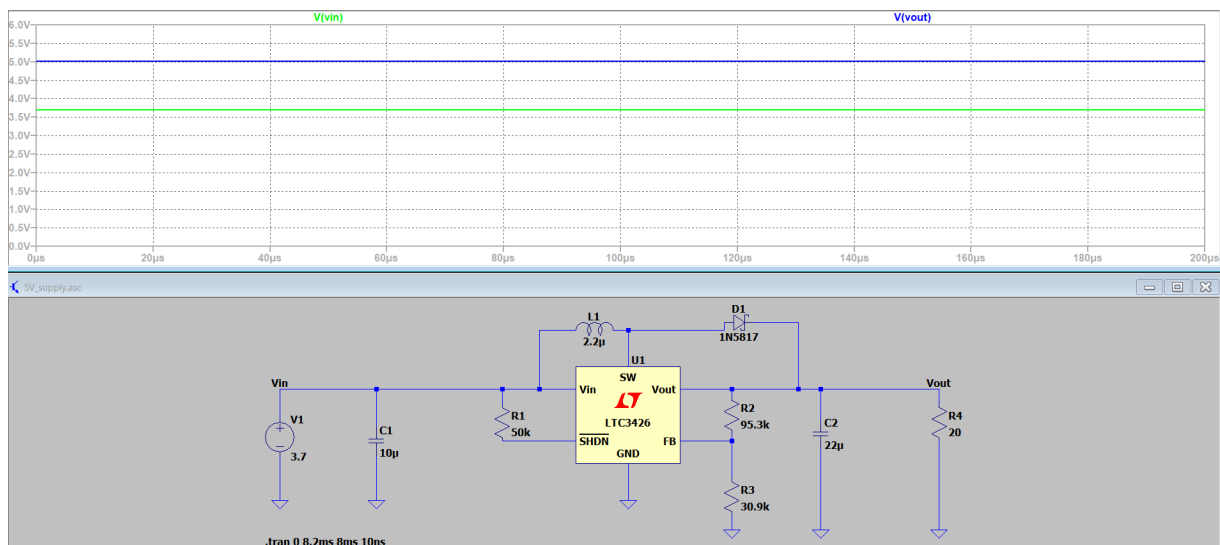 V(vin) V(vout)
6.0V
5.5V
5.0V
4.5V
4.0V
3.5V
3.0V
2.5V
2.0V
1.5V
1.0V
0.5V
0.0V
0µs 20µs 40µs 60µs 80µs 100µs 120µs 140µs 160µs 180µs 200µs
5V_supply.asc
L1
2.2µ
D1
1N5817
U1
SW
Vin
Vout
LTC3426
SHDN
FB
GND
Vin
V1
3.7
C1
10µ
R1
50k
R2
95.3k
R3
30.9k
C2
22µ
Vout
R4
20
.tran 0 8.2ms 8ms 10ns